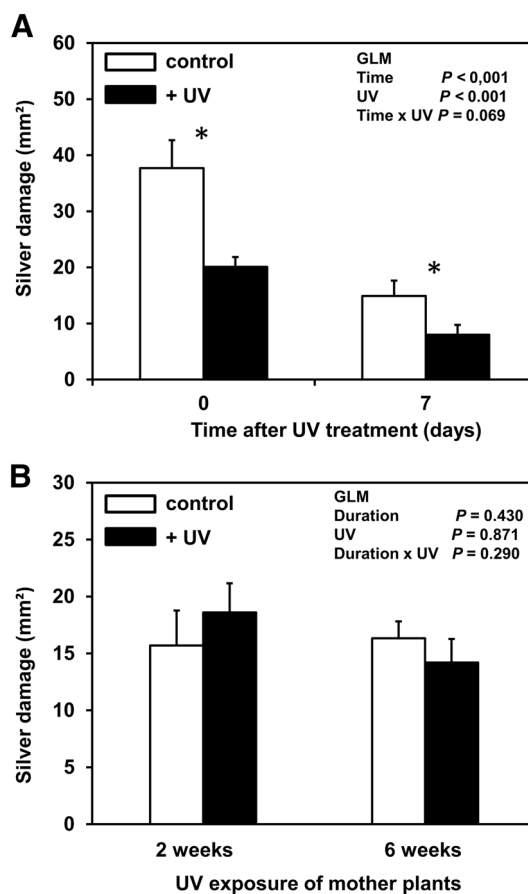 A
60
50
40
30
20
10
0
Silver damage (mm²)
control
+ UV
GLM
Time P < 0,001
UV P < 0.001
Time x UV P = 0.069
*
*
0 7
Time after UV treatment (days)
B
30
25
20
15
10
5
0
Silver damage (mm²)
control
+ UV
GLM
Duration P = 0.430
UV P = 0.871
Duration x UV P = 0.290
2 weeks 6 weeks
UV exposure of mother plants